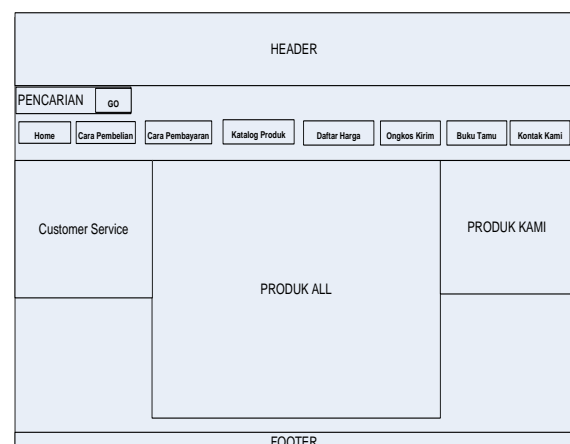 HEADER
PENCARIAN GO
Home Cara Pembelian Cara Pembayaran Katalog Produk Daftar Harga Ongkos Kirim Buku Tamu Kontak Kami
Customer Service
PRODUK ALL
PRODUK KAMI
FOOTER